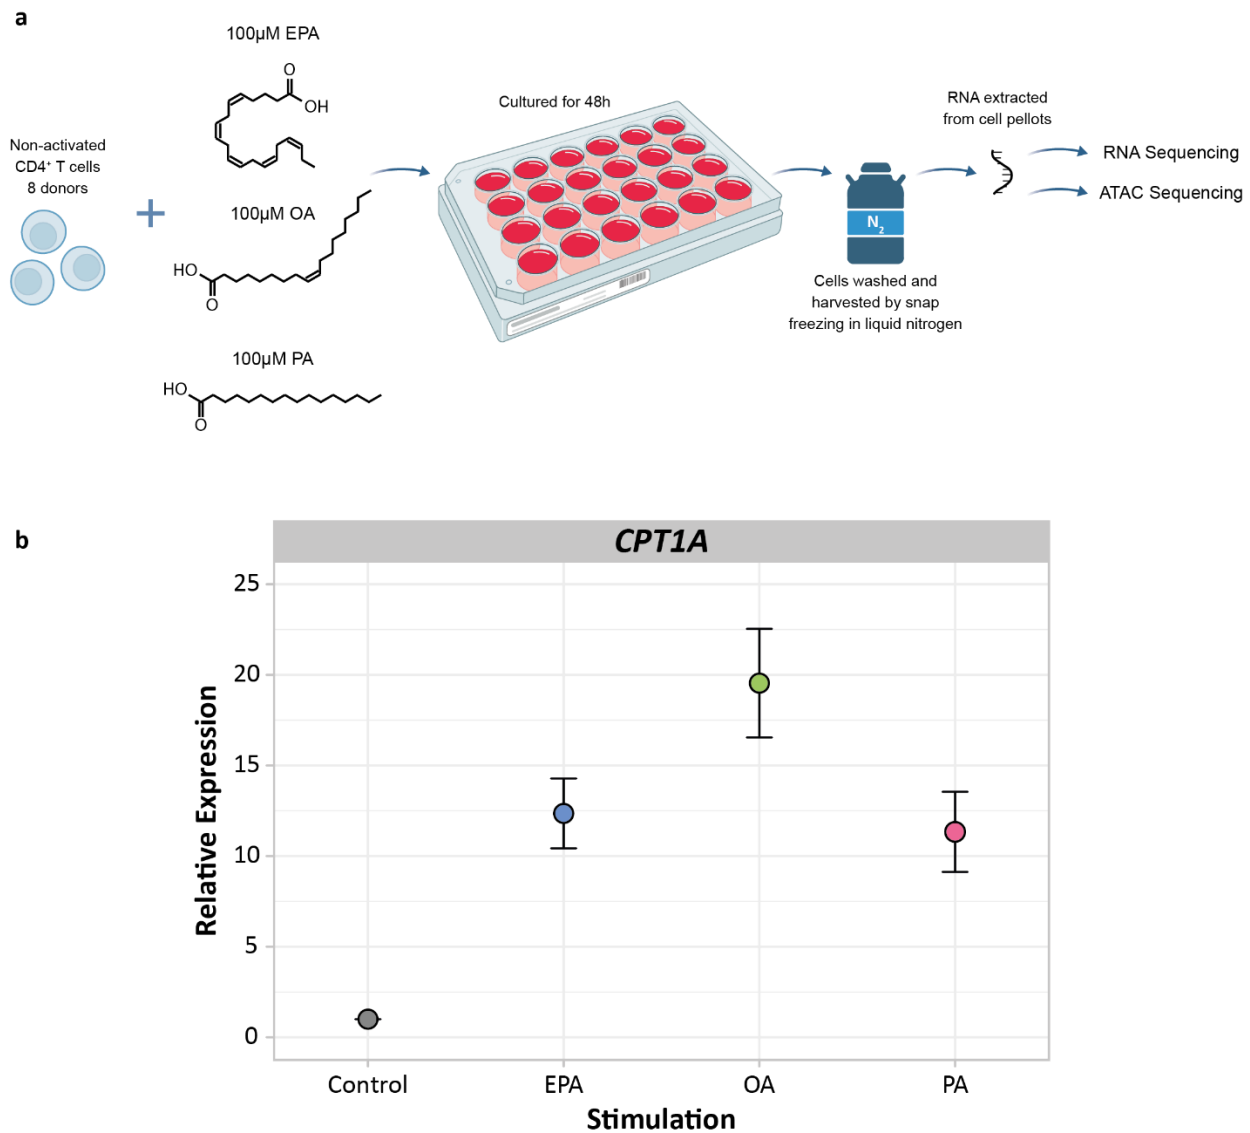 a
100µM EPA
O
OH
Non-activated
CD4⁺ T cells
8 donors
100µM OA
HO
O
100µM PA
HO
O
Cultured for 48h
N₂
Cells washed and
harvested by snap
freezing in liquid nitrogen
RNA extracted
from cell pellots
RNA Sequencing
ATAC Sequencing
b
CPT1A
25
20
15
10
5
0
Relative Expression
Control EPA OA PA
Stimulation